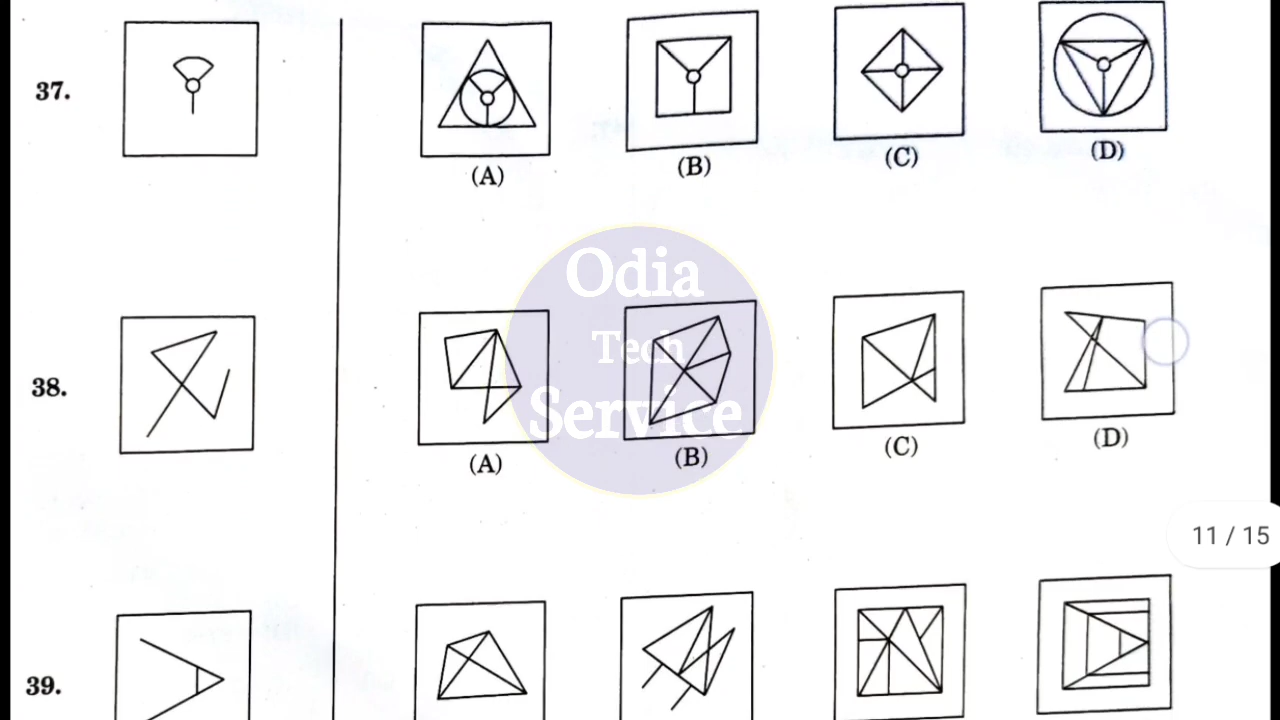 37.
(A)
(B)
(C)
(D)
Odia
Tech
Service
38.
(A)
(B)
(C)
(D)
11 / 15
39.